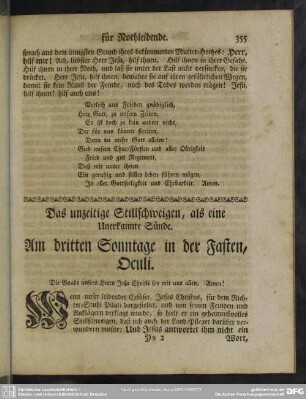 für Nothleidende. 355
sprach aus dem innigsten Grund ihres bekümmerten Mutter-Hertzes: Herr,
hilf mir! Ach, liebster Herr Jesu, hilf ihnen. Hilf ihnen in ihrer Gefahr.
Hilf ihnen in ihrer Noth, und laß sie unter der Last nicht versincken, die sie
drücket. Herr Jesu, hilf ihnen, bewahre sie auf ihren gefährlichen Wegen,
damit sie kein Raub der Feinde, noch des Todes werden mögen! Jesu,
hilf ihnen! hilf auch uns!
Verleih uns Frieden gnädiglich,
Herr Gott, zu unsern Zeiten,
Es ist doch ja kein ander nicht,
Der für uns könnte streiten,
Denn du unser Gott alleine!
Gieb unserm Chur-Fürsten und aller Obrigkeit
Fried und gut Regiment,
Daß wir unter ihnen
Ein geruhig und stilles leben führen mögen,
In aller Gottseligkeit und Ehrbarkeit. Amen.
Das unzeitige Stillschweigen, als eine
Unerkannte Sünde.
Am dritten Sonntage in der Fasten,
Oculi.
Die Gnade unsers Herrn Jesu Christi sey mit uns allen. Amen!
Wenn unser leidender Erlöser, Jesus Christus, für dem Rich-
ter-Stuhl Pilati dargestellet, und von seinen Feinden und
Anklägern verklagt wurde, so hielt er ein geheimnißvolles
Stillschweigen, daß sich auch der Land-Pfleger darüber ver-
wundern muste. Und JEsus antwortet ihm nicht ein
Yy 2 Wort,